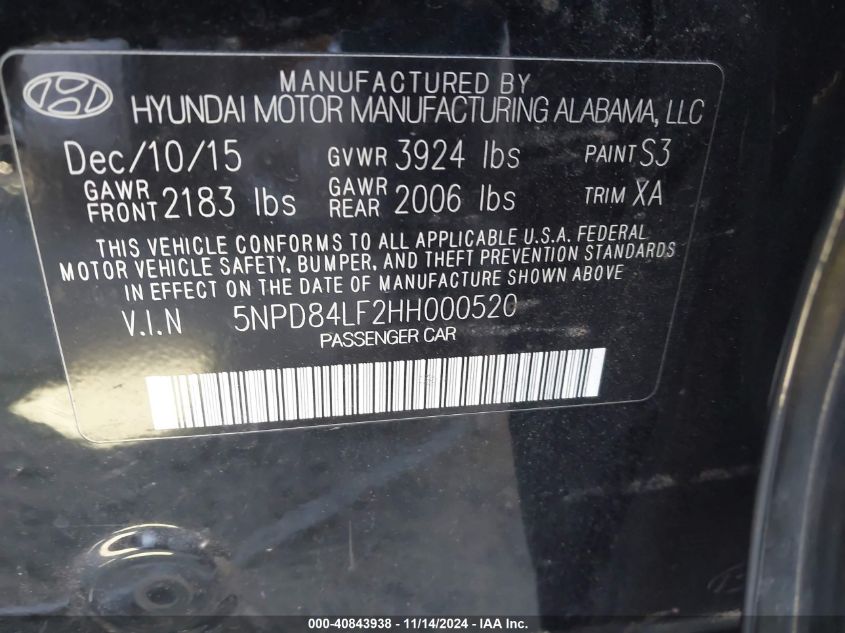 MANUFACTURED BY
HYUNDAI MOTOR MANUFACTURING ALABAMA, LLC
Dec/10/15 GVWR 3924 lbs PAINT S3
GAWR FRONT 2183 lbs GAWR REAR 2006 lbs TRIM XA
THIS VEHICLE CONFORMS TO ALL APPLICABLE U.S.A. FEDERAL
MOTOR VEHICLE SAFETY, BUMPER, AND THEFT PREVENTION STANDARDS
IN EFFECT ON THE DATE OF MANUFACTURE SHOWN ABOVE
V.I.N 5NPD84LF2HH000520
PASSENGER CAR
000-40843938 - 11/14/2024 - IAA Inc.